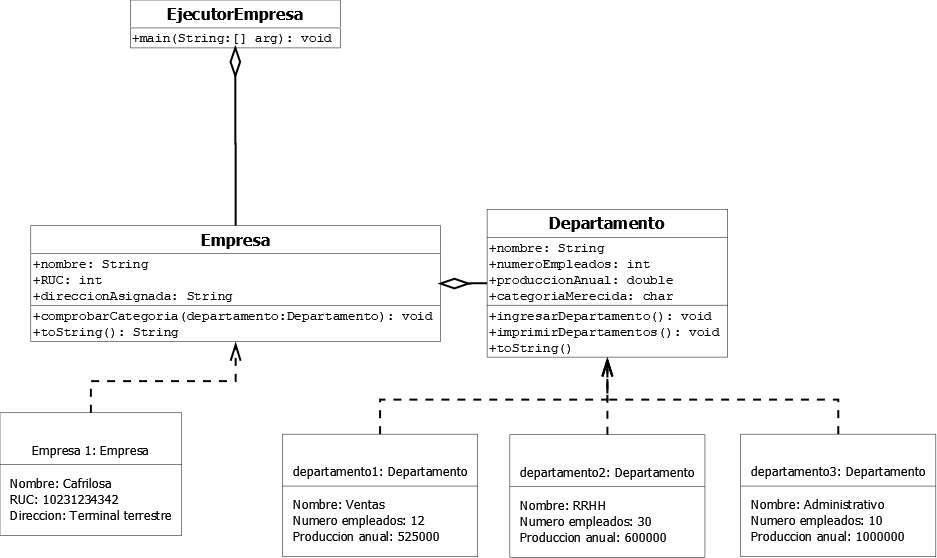 EjecutorEmpresa
+main(String:[] arg): void
Empresa
+nombre: String
+RUC: int
+direccionAsignada: String
+comprobarCategoria(departamento:Departamento): void
+toString(): String
Departamento
+nombre: String
+numeroEmpleados: int
+produccionAnual: double
+categoriaMerecida: char
+ingresarDepartamento(): void
+imprimirDepartamentos(): void
+toString()
Empresa 1: Empresa
Nombre: Cafrilosa
RUC: 10231234342
Direccion: Terminal terrestre
departamento1: Departamento
Nombre: Ventas
Numero empleados: 12
Produccion anual: 525000
departamento2: Departamento
Nombre: RRHH
Numero empleados: 30
Produccion anual: 600000
departamento3: Departamento
Nombre: Administrativo
Numero empleados: 10
Produccion anual: 1000000